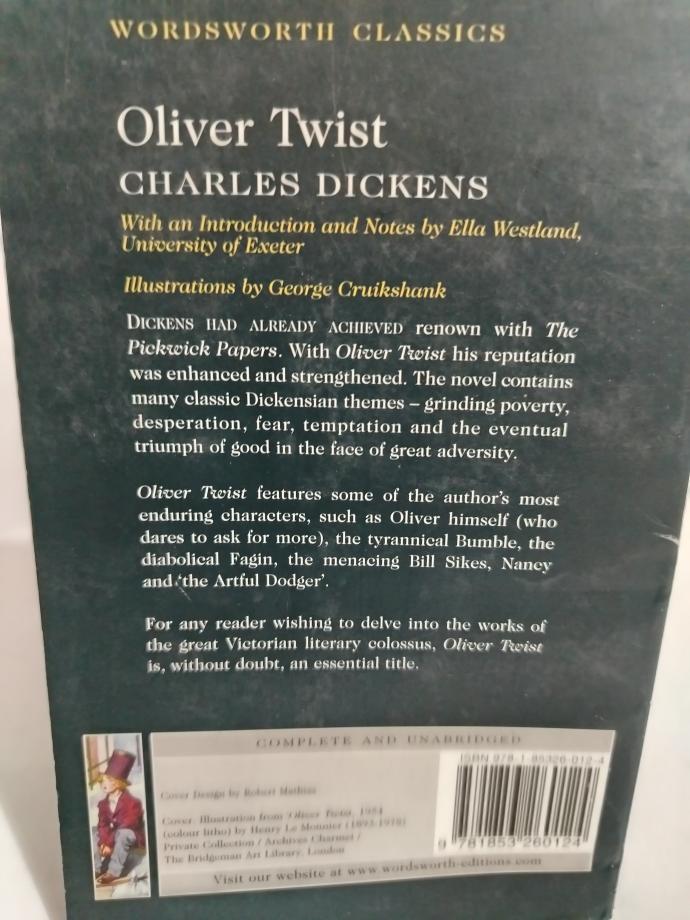 WORDSWORTH CLASSICS
Oliver Twist
CHARLES DICKENS
With an Introduction and Notes by Ella Westland,
University of Exeter
Illustrations by George Cruikshank
DICKENS HAD ALREADY ACHIEVED renown with The
Pickwick Papers. With Oliver Twist his reputation
was enhanced and strengthened. The novel contains
many classic Dickensian themes – grinding poverty,
desperation, fear, temptation and the eventual
triumph of good in the face of great adversity.
Oliver Twist features some of the author's most
enduring characters, such as Oliver himself (who
dares to ask for more), the tyrannical Bumble, the
diabolical Fagin, the menacing Bill Sikes, Nancy
and 'the Artful Dodger'.
For any reader wishing to delve into the works of
the great Victorian literary colossus, Oliver Twist
is, without doubt, an essential title.
COMPLETE AND UNABRIDGED
ISBN 978-1-85326-012-4
Cover Design by Robert Mathias
Cover: Illustration from 'Oliver Twist, 1984
(colour litho) by Henry Le Monnier (1893-1978)
Private Collection / Archives Charmet /
The Bridgeman Art Library, London
9 781853 260124
Visit our website at www.wordsworth-editions.com